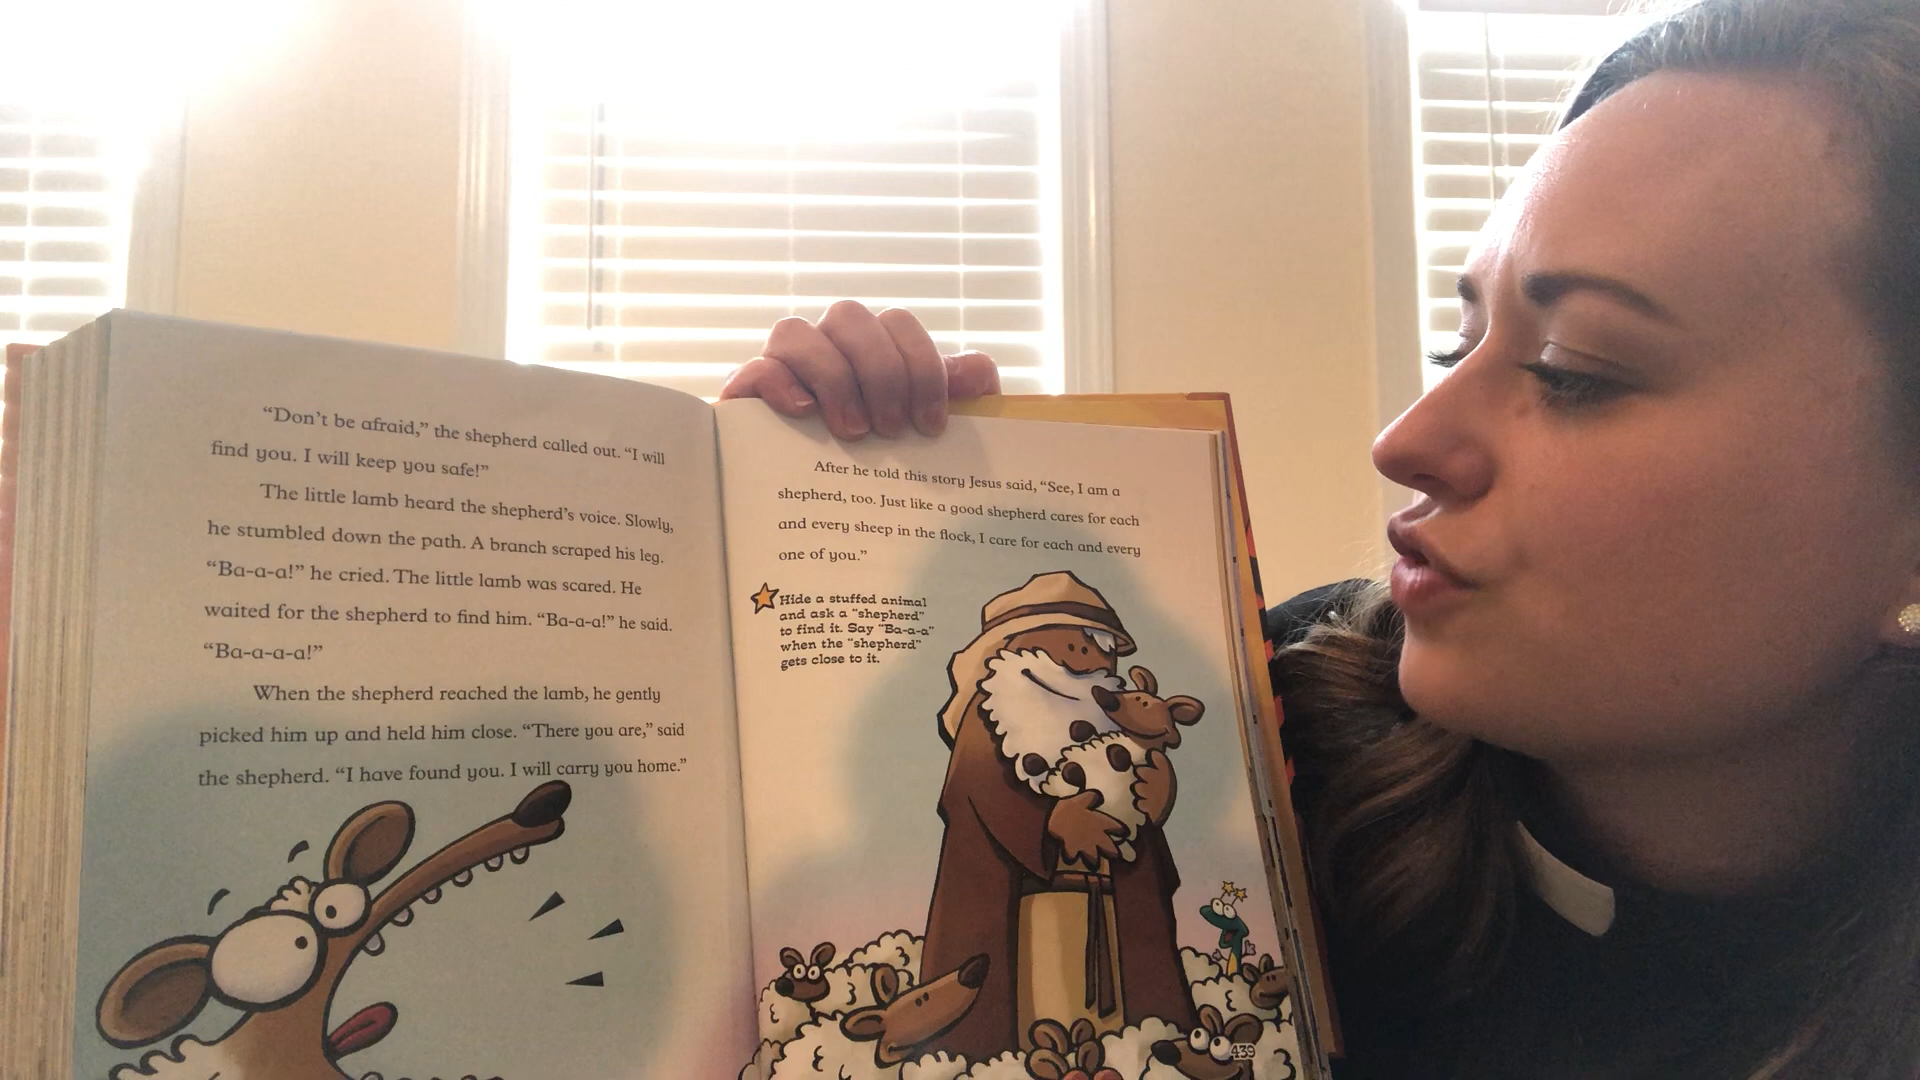 “Don’t be afraid,” the shepherd called out. “I will
find you. I will keep you safe!”
The little lamb heard the shepherd’s voice. Slowly,
he stumbled down the path. A branch scraped his leg.
“Ba-a-a!” he cried. The little lamb was scared. He
waited for the shepherd to find him. “Ba-a-a!” he said.
“Ba-a-a-a!”
When the shepherd reached the lamb, he gently
picked him up and held him close. “There you are,” said
the shepherd. “I have found you. I will carry you home.”
After he told this story Jesus said, “See, I am a
shepherd, too. Just like a good shepherd cares for each
and every sheep in the flock, I care for each and every
one of you.”
Hide a stuffed animal
and ask a “shepherd”
to find it. Say “Ba-a-a”
when the “shepherd”
gets close to it.
439